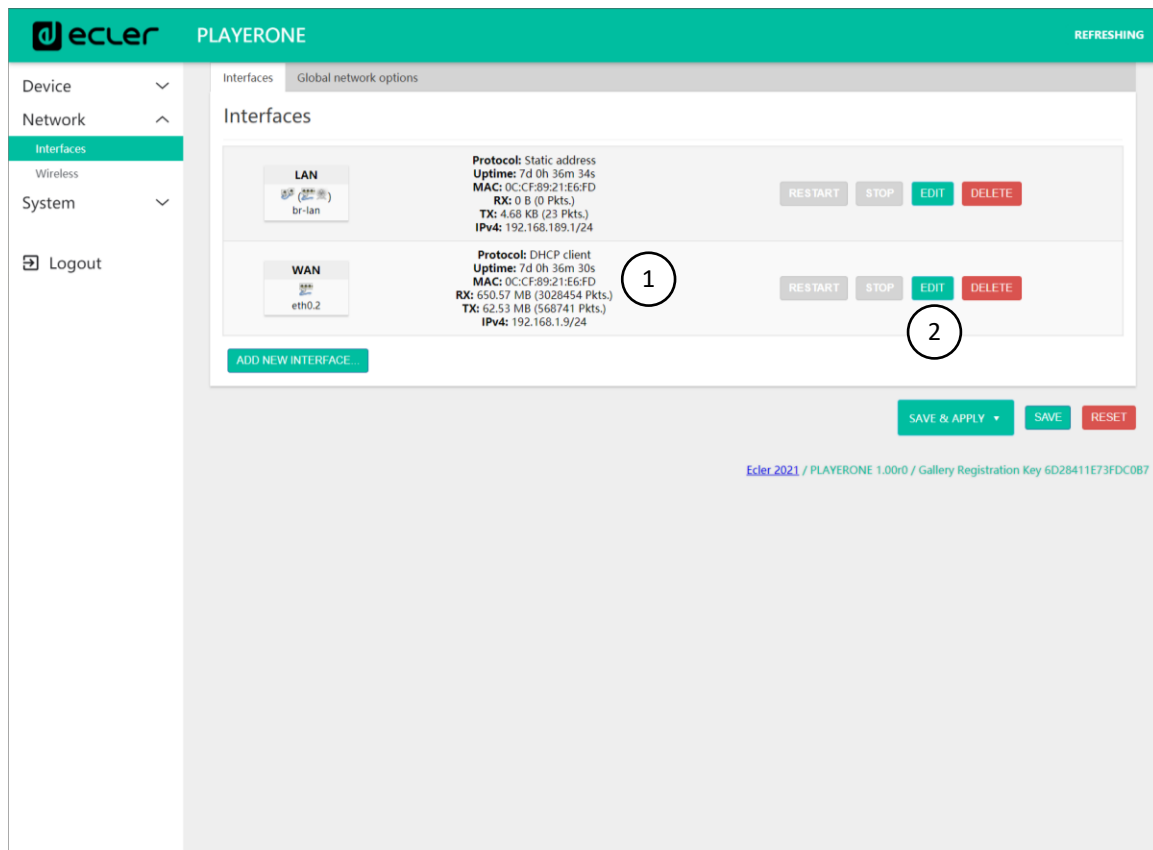 ecler
PLAYERONE
REFRESHING
Device
Network
Interfaces
Wireless
System
Logout
Interfaces
Global network options
Interfaces
LAN
br-lan
Protocol: Static address
Uptime: 7d 0h 36m 34s
MAC: 0C:CF:89:21:E6:FD
RX: 0 B (0 Pkts.)
TX: 4.68 KB (23 Pkts.)
IPv4: 192.168.189.1/24
RESTART
STOP
EDIT
DELETE
WAN
eth0.2
Protocol: DHCP client
Uptime: 7d 0h 36m 30s
MAC: 0C:CF:89:21:E6:FD
RX: 650.57 MB (3028454 Pkts.)
TX: 62.53 MB (568741 Pkts.)
IPv4: 192.168.1.9/24
1
RESTART
STOP
EDIT
DELETE
2
ADD NEW INTERFACE...
SAVE & APPLY
SAVE
RESET
Ecler 2021 / PLAYERONE 1.00r0 / Gallery Registration Key 6D28411E73FDC0B7